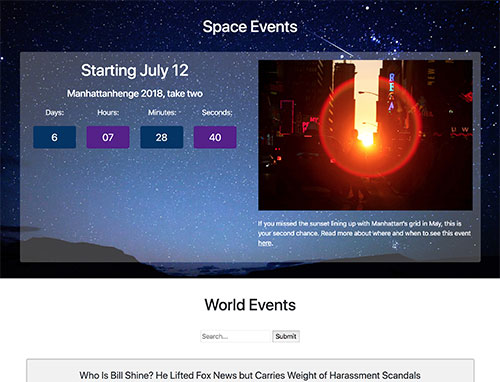 Space Events
Starting July 12
Manhattanhenge 2018, take two
Days: Hours: Minutes: Seconds:
6 07 28 40
If you missed the sunset lining up with Manhattan's grid in May, this
is your second chance. Read more about where and when to see this event
here.
World Events
Search... Submit
Who Is Bill Shine? He Lifted Fox News but Carries Weight of Harassment Scandals